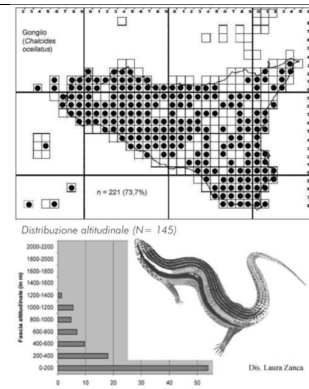 Gongilo
(Chalcides
ocellatus)
n = 221 (73,7%)
Distribuzione altitudinale (N= 145)
Fascia altitudinale (in m)
2000-2200
1800-2000
1600-1800
1400-1600
1200-1400
1000-1200
800-1000
600-800
400-600
200-400
0-200
0 10 20 30 40 50
Dis. Laura Zanca